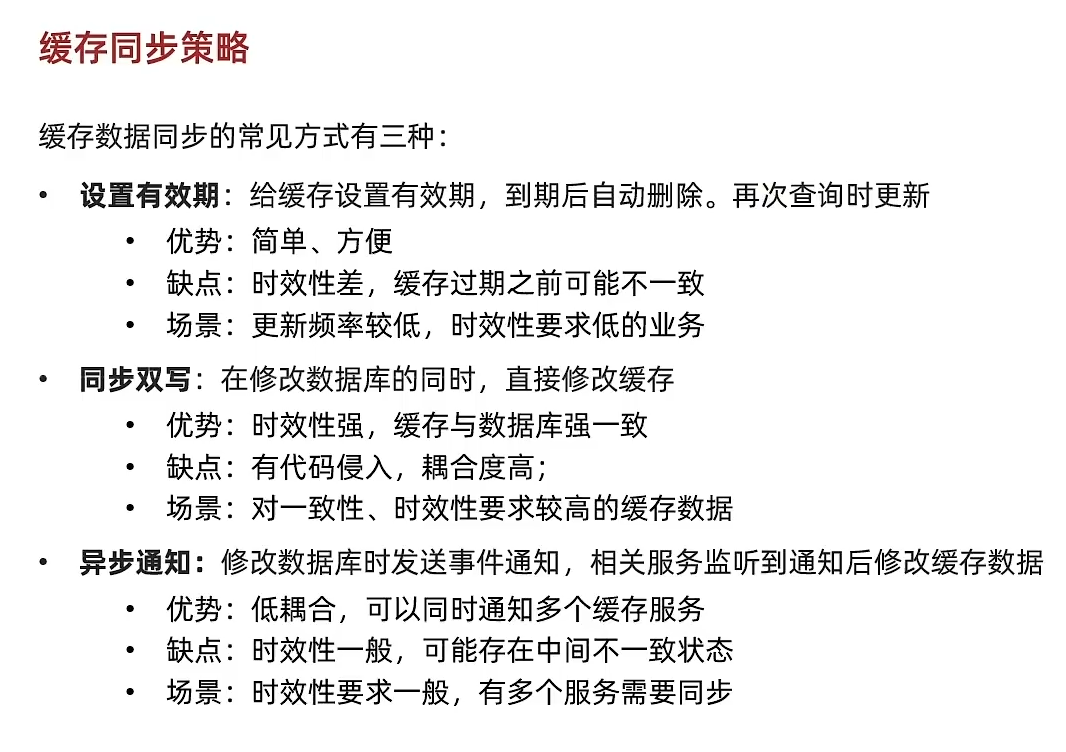 缓存同步策略
缓存数据同步的常见方式有三种：
• 设置有效期：给缓存设置有效期，到期后自动删除。再次查询时更新
• 优势：简单、方便
• 缺点：时效性差，缓存过期之前可能不一致
• 场景：更新频率较低，时效性要求低的业务
• 同步双写：在修改数据库的同时，直接修改缓存
• 优势：时效性强，缓存与数据库强一致
• 缺点：有代码侵入，耦合度高；
• 场景：对一致性、时效性要求较高的缓存数据
• 异步通知：修改数据库时发送事件通知，相关服务监听到通知后修改缓存数据
• 优势：低耦合，可以同时通知多个缓存服务
• 缺点：时效性一般，可能存在中间不一致状态
• 场景：时效性要求一般，有多个服务需要同步